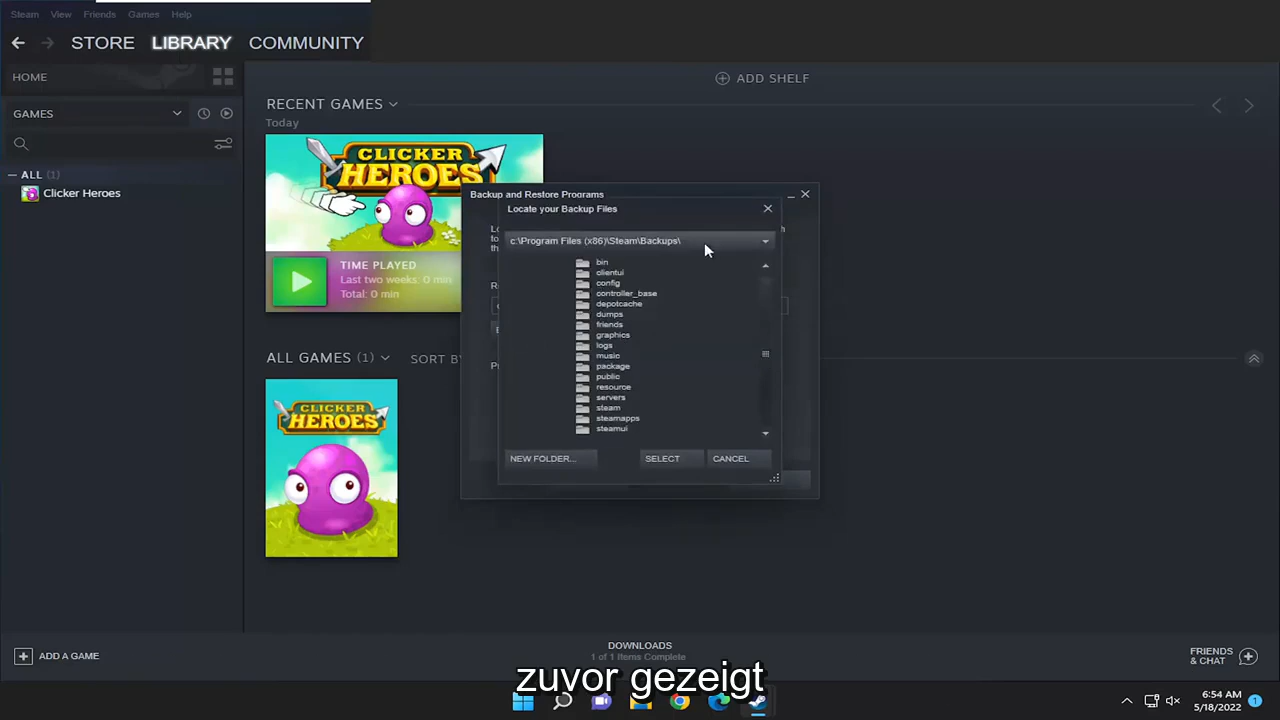 Steam View Friends Games Help
STORE LIBRARY COMMUNITY
HOME
ADD SHELF
GAMES
RECENT GAMES
Today
ALL (1)
Clicker Heroes
CLICKER
HEROES
TIME PLAYED
Last two weeks: 0 min
Total: 0 min
Backup and Restore Programs
Locate your Backup Files
c:\Program Files (x86)\Steam\Backups\
bin
clientui
config
controller_base
depotcache
dumps
friends
graphics
logs
music
package
public
resource
servers
steam
steamapps
steamui
NEW FOLDER... SELECT CANCEL
ALL GAMES (1) SORT BY
CLICKER
HEROES
ADD A GAME
DOWNLOADS
1 of 1 Items Complete
FRIENDS
& CHAT
zuvor gezeigt
6:54 AM
5/18/2022
1